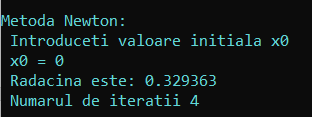 Metoda Newton:
Introduceti valoare initiala x0
x0 = 0
Radacina este: 0.329363
Numarul de iteratii 4